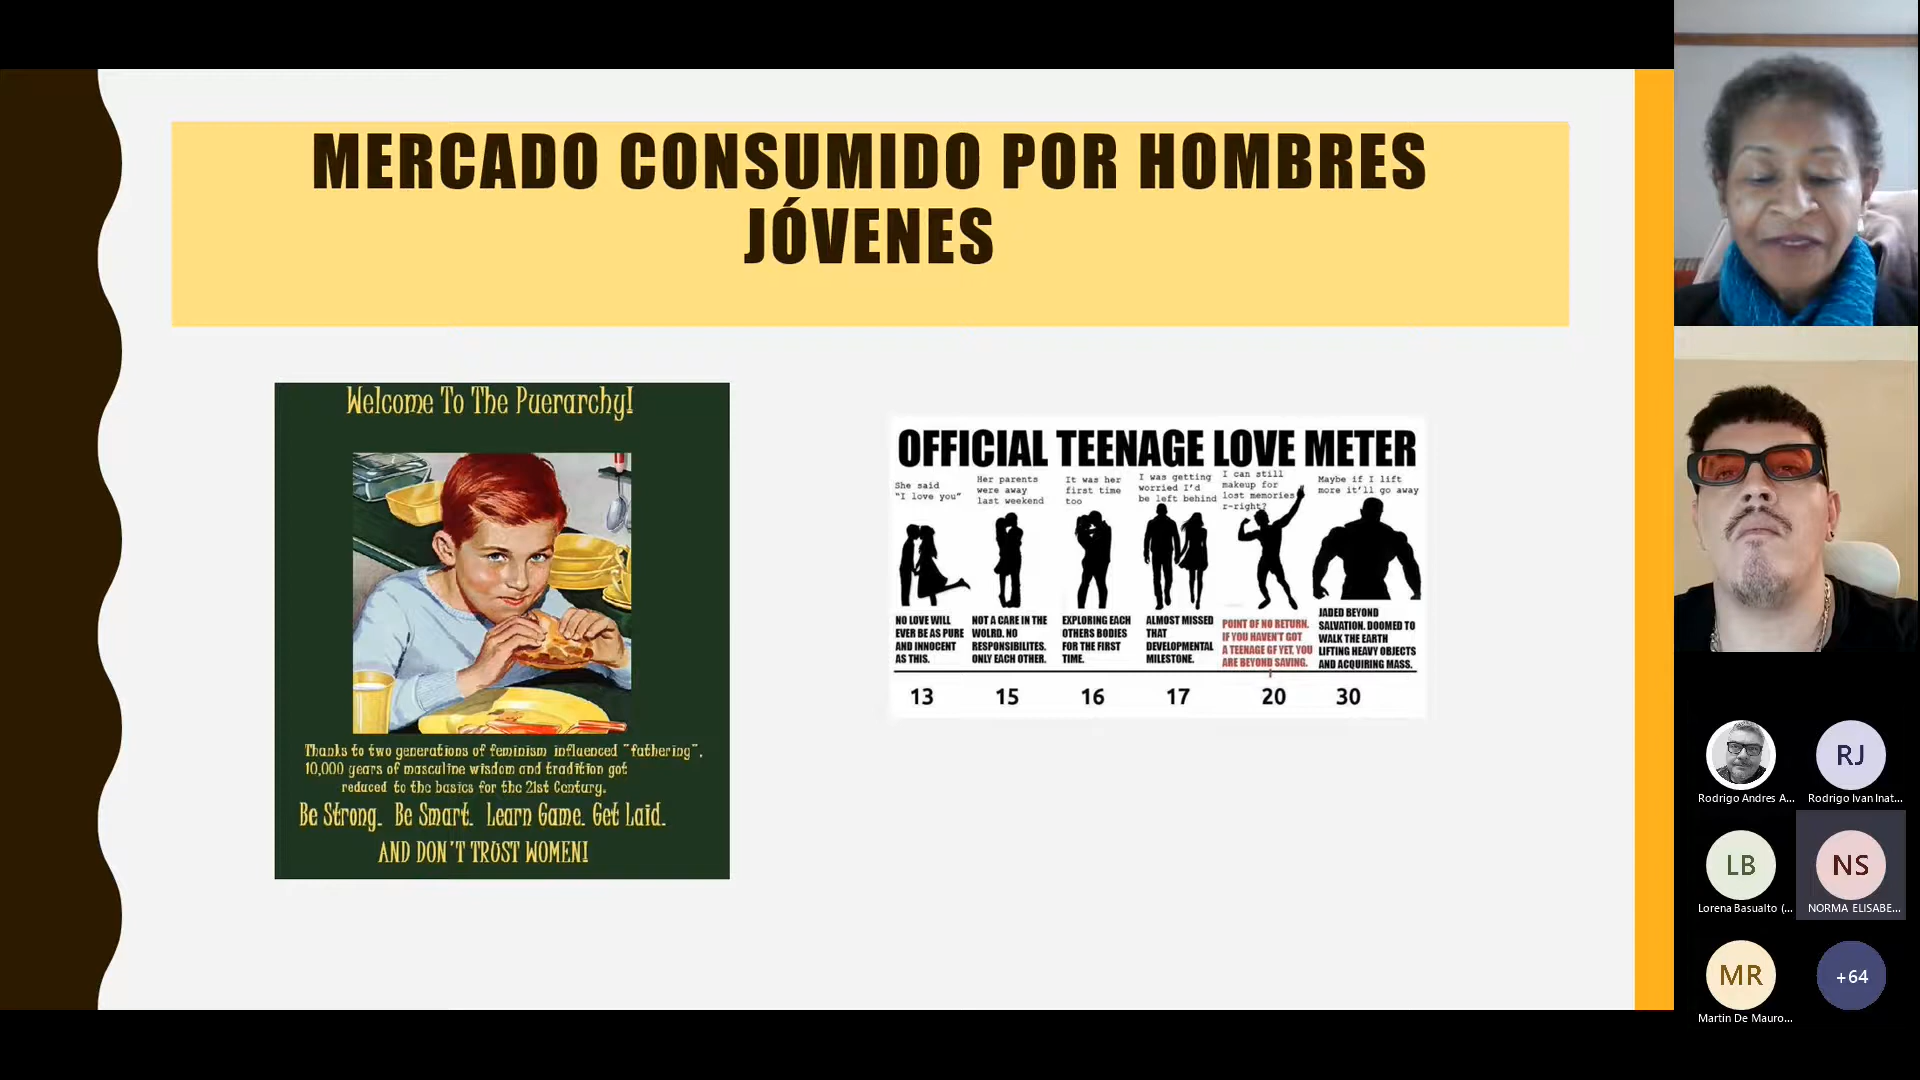 MERCADO CONSUMIDO POR HOMBRES
JÓVENES
Welcome To The Puerarchy!
Thanks to two generations of feminism influenced "fathering",
10,000 years of masculine wisdom and tradition got
reduced to the basics for the 21st Century.
Be Strong. Be Smart. Learn Game. Get Laid.
AND DON'T TRUST WOMEN!
OFFICIAL TEENAGE LOVE METER
She said
"I love you"
Her parents
were away
last weekend
It was her
first time
too
I was getting
worried I'd
be left behind
I can still
makeup for
lost memories
r-right?
Maybe if I lift
more it'll go away
NO LOVE WILL
EVER BE AS PURE
AND INNOCENT
AS THIS.
NOT A CARE IN THE
WOLRD. NO
RESPONSIBILITES.
ONLY EACH OTHER.
EXPLORING EACH
OTHERS BODIES
FOR THE FIRST
TIME.
ALMOST MISSED
THAT
DEVELOPMENTAL
MILESTONE.
POINT OF NO RETURN.
IF YOU HAVEN'T GOT
A TEENAGE GF YET, YOU
ARE BEYOND SAVING.
JADED BEYOND
SALVATION. DOOMED TO
WALK THE EARTH
LIFTING HEAVY OBJECTS
AND ACQUIRING MASS.
13 15 16 17 20 30
Rodrigo Andres A...
RJ
Rodrigo Ivan Inat...
LB
Lorena Basualto (...
NS
NORMA ELISABE...
MR
Martin De Mauro...
+64